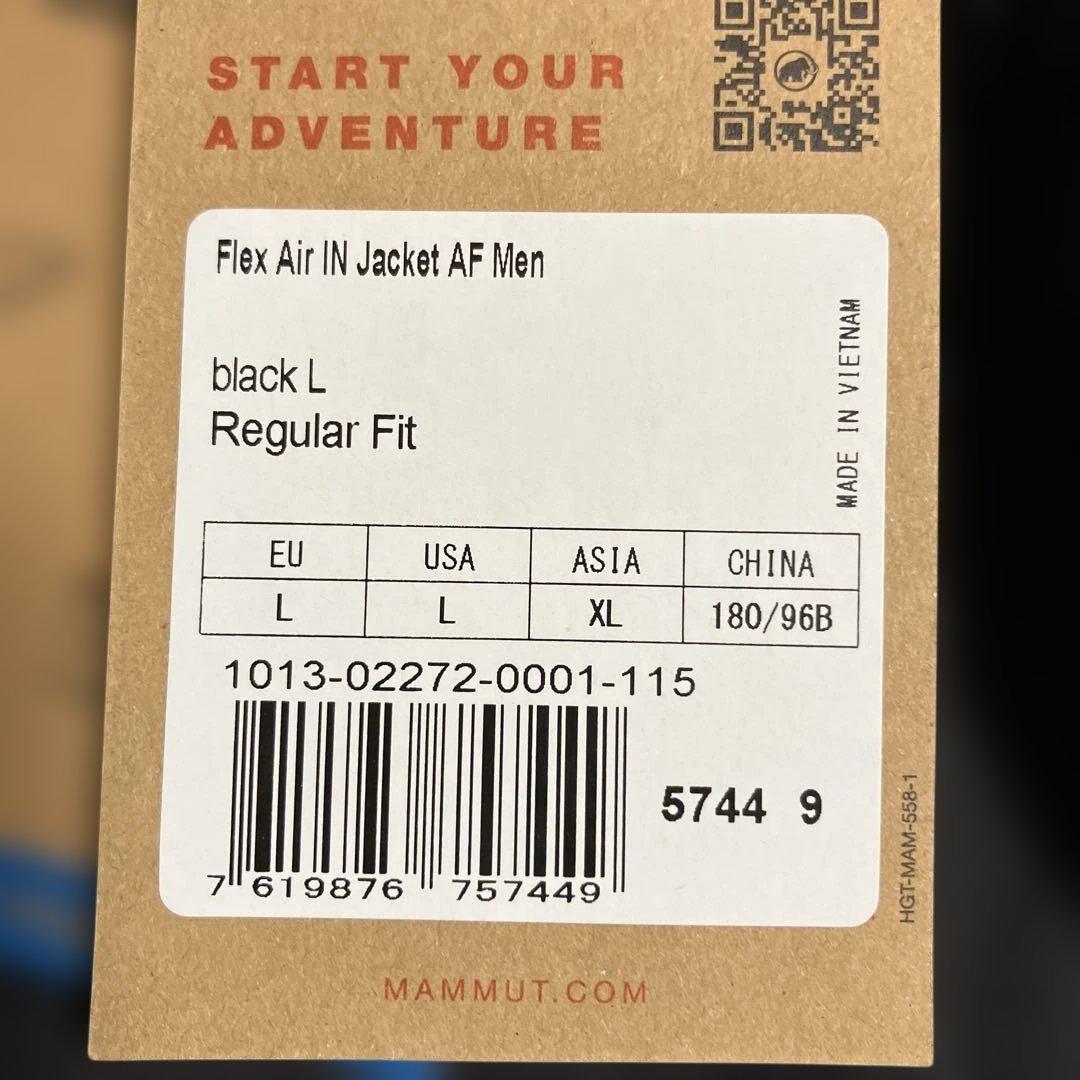 START YOUR
ADVENTURE
Flex Air IN Jacket AF Men
black L
Regular Fit
MADE IN VIETNAM
EU USA ASIA CHINA
L L XL 180/96B
1013-02272-0001-115
5744 9
7 619876 757449
HGT-MAM-558-1
MAMMUT.COM